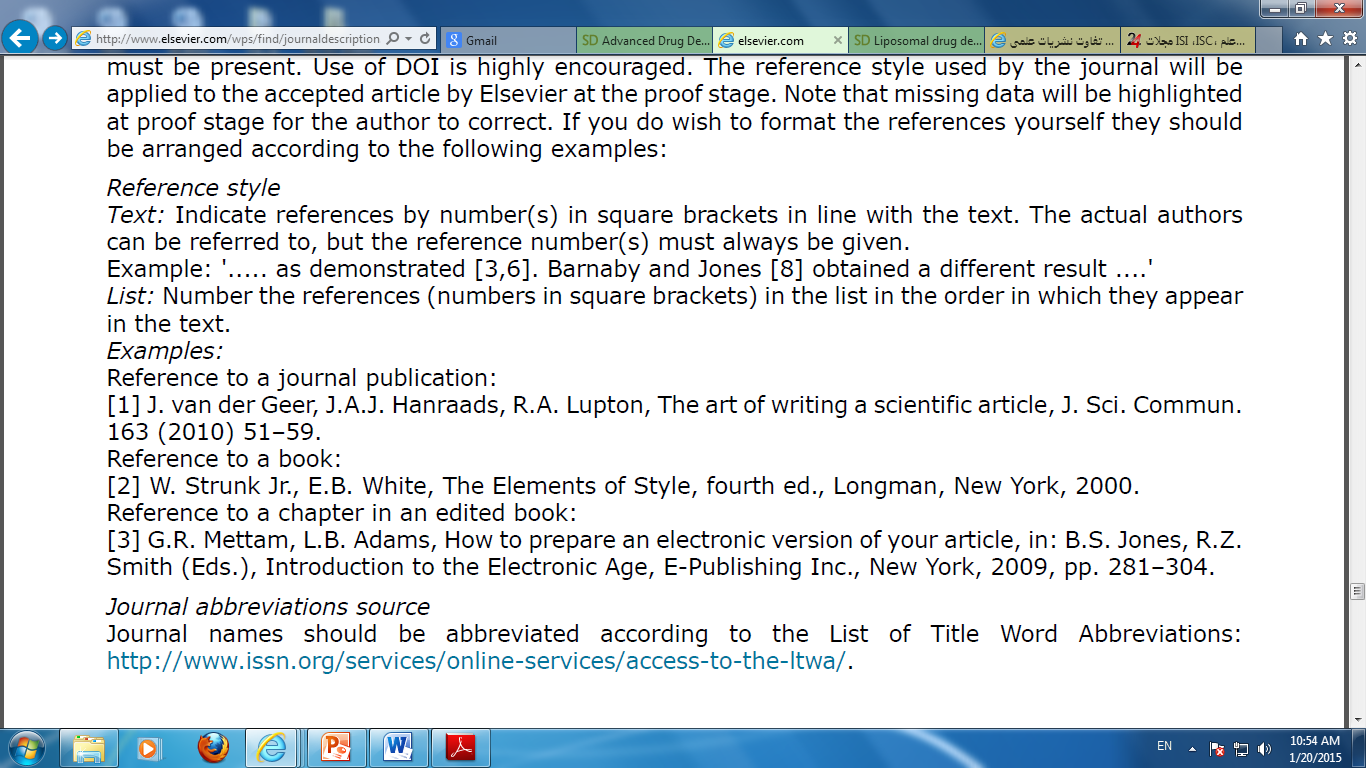 http://www.elsevier.com/wps/find/journaldescription
Gmail
SD Advanced Drug De...
elsevier.com
SD Liposomal drug de...
تفاوت نشریات علمی ...
مجلات ISI ،ISC، علم...
must be present. Use of DOI is highly encouraged. The reference style used by the journal will be
applied to the accepted article by Elsevier at the proof stage. Note that missing data will be highlighted
at proof stage for the author to correct. If you do wish to format the references yourself they should
be arranged according to the following examples:
Reference style
Text: Indicate references by number(s) in square brackets in line with the text. The actual authors
can be referred to, but the reference number(s) must always be given.
Example: '..... as demonstrated [3,6]. Barnaby and Jones [8] obtained a different result ....'
List: Number the references (numbers in square brackets) in the list in the order in which they appear
in the text.
Examples:
Reference to a journal publication:
[1] J. van der Geer, J.A.J. Hanraads, R.A. Lupton, The art of writing a scientific article, J. Sci. Commun.
163 (2010) 51–59.
Reference to a book:
[2] W. Strunk Jr., E.B. White, The Elements of Style, fourth ed., Longman, New York, 2000.
Reference to a chapter in an edited book:
[3] G.R. Mettam, L.B. Adams, How to prepare an electronic version of your article, in: B.S. Jones, R.Z.
Smith (Eds.), Introduction to the Electronic Age, E-Publishing Inc., New York, 2009, pp. 281–304.
Journal abbreviations source
Journal names should be abbreviated according to the List of Title Word Abbreviations:
http://www.issn.org/services/online-services/access-to-the-ltwa/.
EN
10:54 AM
1/20/2015